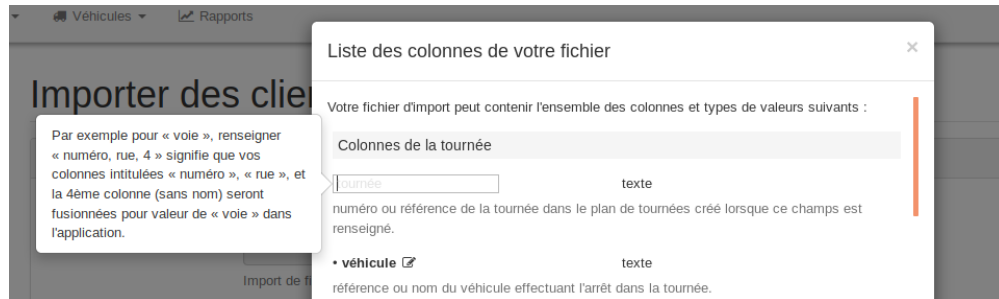 Véhicules
Rapports
Liste des colonnes de votre fichier
×
Importer des clie
Votre fichier d'import peut contenir l'ensemble des colonnes et types de valeurs suivants :
Par exemple pour « voie », renseigner
« numéro, rue, 4 » signifie que vos
colonnes intitulées « numéro », « rue », et
la 4ème colonne (sans nom) seront
fusionnées pour valeur de « voie » dans
l'application.
Colonnes de la tournée
tournée
texte
numéro ou référence de la tournée dans le plan de tournées créé lorsque ce champs est
renseigné.
• véhicule
texte
Import de fi
référence ou nom du véhicule effectuant l'arrêt dans la tournée.